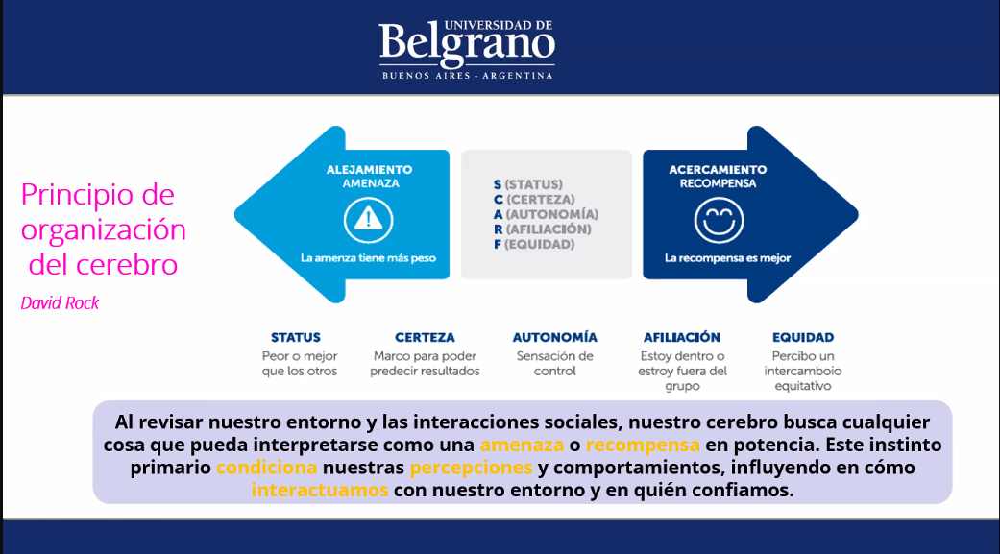 UNIVERSIDAD DE
Belgrano
BUENOS AIRES - ARGENTINA
Principio de
organización
del cerebro
David Rock
ALEJAMIENTO
AMENAZA
La amenza tiene más peso
S (STATUS)
C (CERTEZA)
A (AUTONOMÍA)
R (AFILIACIÓN)
F (EQUIDAD)
ACERCAMIENTO
RECOMPENSA
La recompensa es mejor
STATUS
Peor o mejor
que los otros
CERTEZA
Marco para poder
predecir resultados
AUTONOMÍA
Sensación de
control
AFILIACIÓN
Estoy dentro o
estroy fuera del
grupo
EQUIDAD
Percibo un
intercamboio
equitativo
Al revisar nuestro entorno y las interacciones sociales, nuestro cerebro busca cualquier
cosa que pueda interpretarse como una amenaza o recompensa en potencia. Este instinto
primario condiciona nuestras percepciones y comportamientos, influyendo en cómo
interactuamos con nuestro entorno y en quién confiamos.